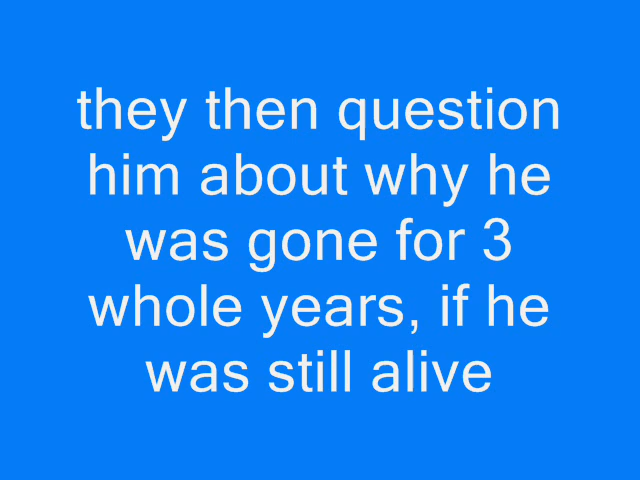 they then question
him about why he
was gone for 3
whole years, if he
was still alive